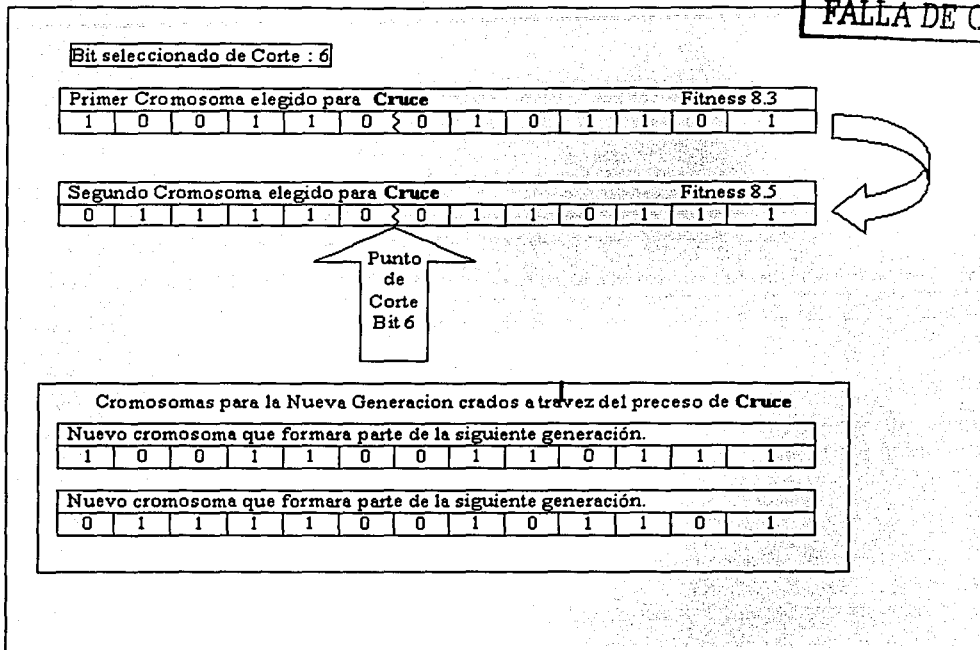 FALLA DE
Bit seleccionado de Corte : 6
Primer Cromosoma elegido para Cruce Fitness 8.3
1 0 0 1 1 0 0 1 0 1 1 0 1
Segundo Cromosoma elegido para Cruce Fitness 8.5
0 1 1 1 1 0 0 1 1 0 1 1 1
Punto
de
Corte
Bit 6
Cromosomas para la Nueva Generacion crados a travez del preceso de Cruce
Nuevo cromosoma que formara parte de la siguiente generación.
1 0 0 1 1 0 0 1 1 0 1 1 1
Nuevo cromosoma que formara parte de la siguiente generación.
0 1 1 1 1 0 0 1 0 1 1 0 1